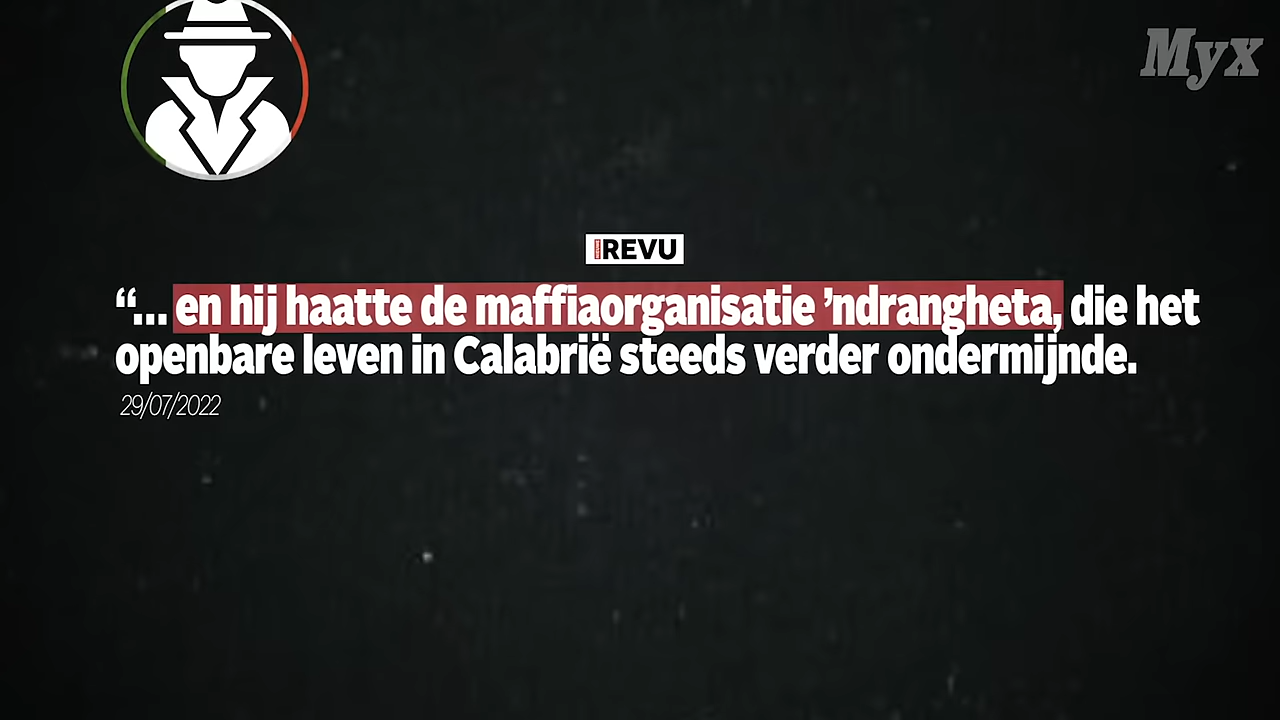 Myx
REVU
“... en hij haatte de maffiaorganisatie ’ndrangheta, die het
openbare leven in Calabrië steeds verder ondermijnde.
29/07/2022